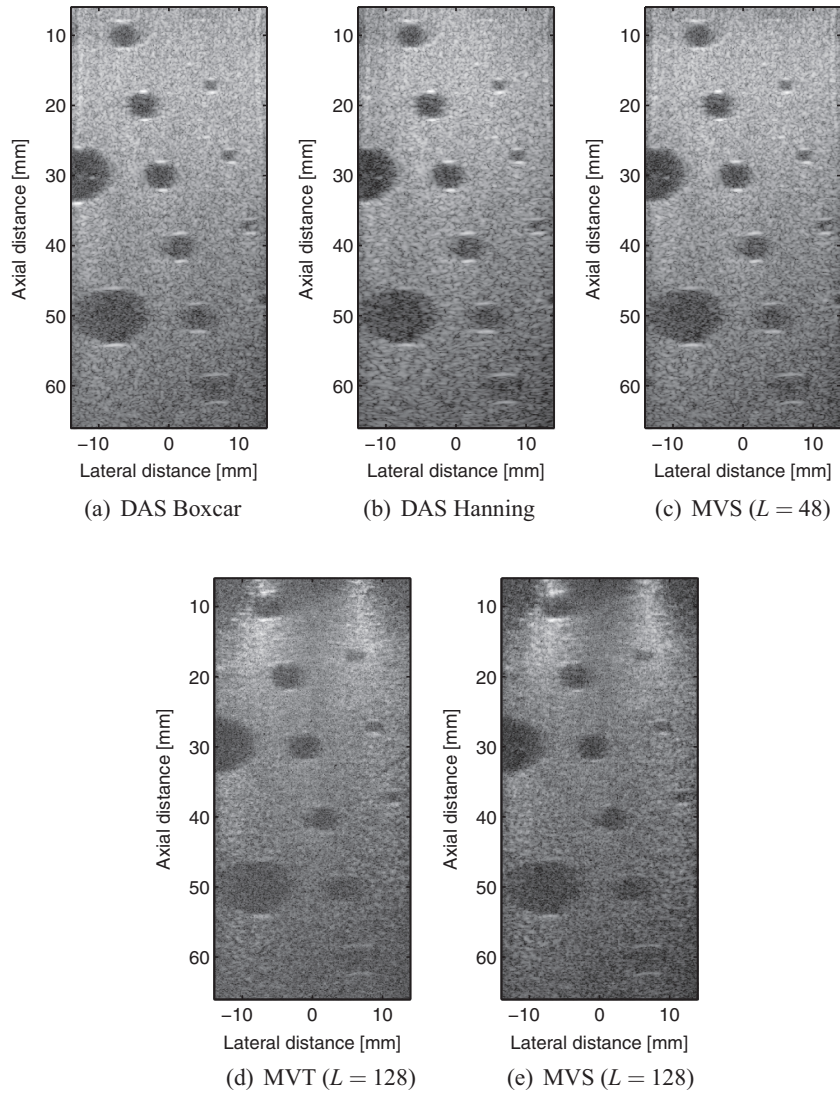 10
20
30
40
50
60
Axial distance [mm]
−10 0 10
Lateral distance [mm]
(a) DAS Boxcar
10
20
30
40
50
60
Axial distance [mm]
−10 0 10
Lateral distance [mm]
(b) DAS Hanning
10
20
30
40
50
60
Axial distance [mm]
−10 0 10
Lateral distance [mm]
(c) MVS (L = 48)
10
20
30
40
50
60
Axial distance [mm]
−10 0 10
Lateral distance [mm]
(d) MVT (L = 128)
10
20
30
40
50
60
Axial distance [mm]
−10 0 10
Lateral distance [mm]
(e) MVS (L = 128)